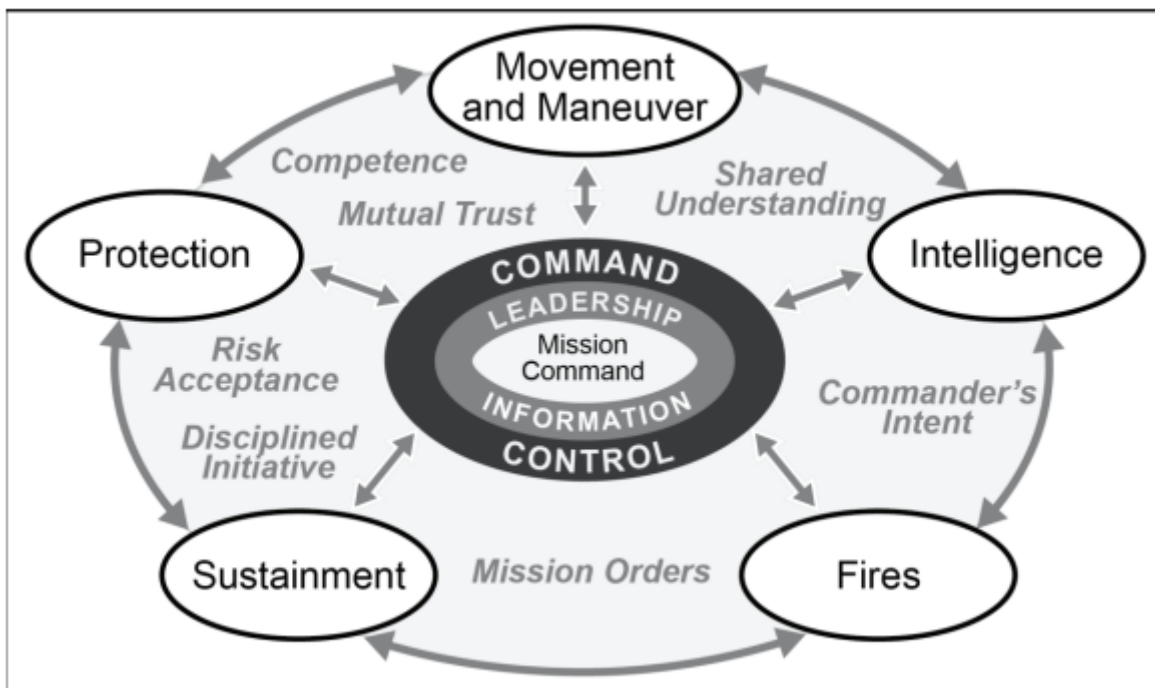 Movement
and Maneuver
Competence
Shared
Understanding
Mutual Trust
Protection
Intelligence
COMMAND
LEADERSHIP
Mission
Command
INFORMATION
CONTROL
Risk
Acceptance
Commander’s
Intent
Disciplined
Initiative
Sustainment
Mission Orders
Fires